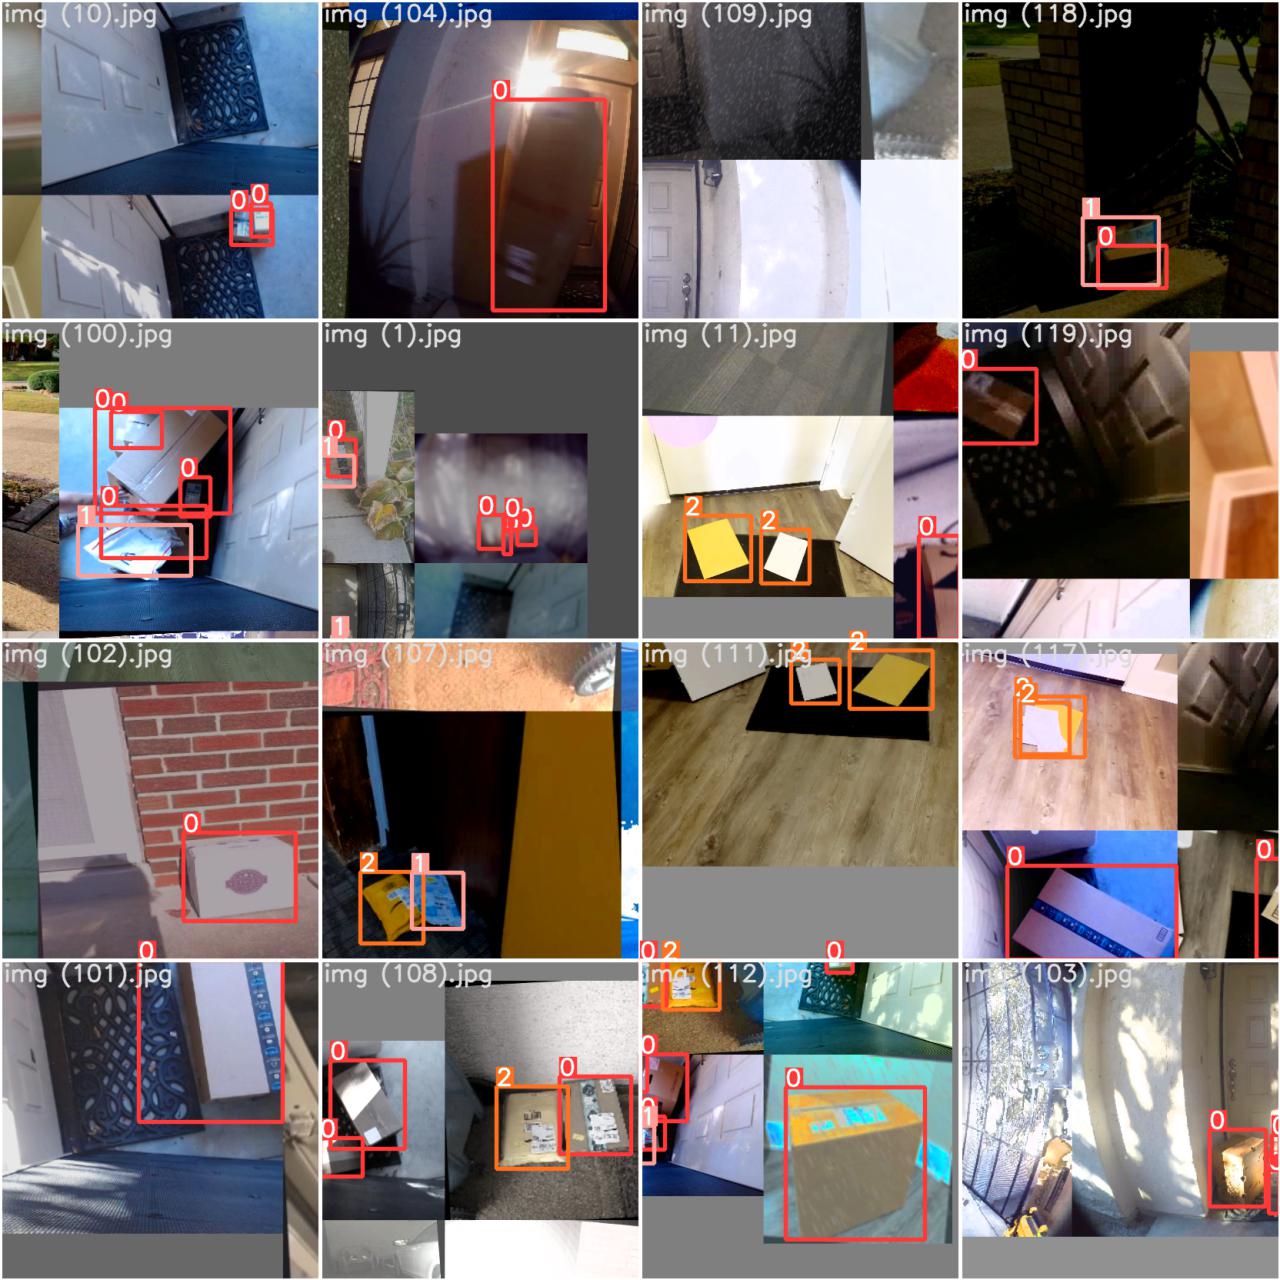 img (10).jpg
img (104).jpg
img (109).jpg
img (118).jpg
0 0
0
1
0
img (100).jpg
img (1).jpg
img (11).jpg
img (119).jpg
0 0
0
0
1
0
1
0 0 0
1
2 2
0
0
img (102).jpg
img (107).jpg
img (111).jpg
img (117).jpg
0
2 1
2 2
2 2
0 0
img (101).jpg
img (108).jpg
img (112).jpg
img (103).jpg
0
0
0
2 0
0 2 0
0
1
0
0 0